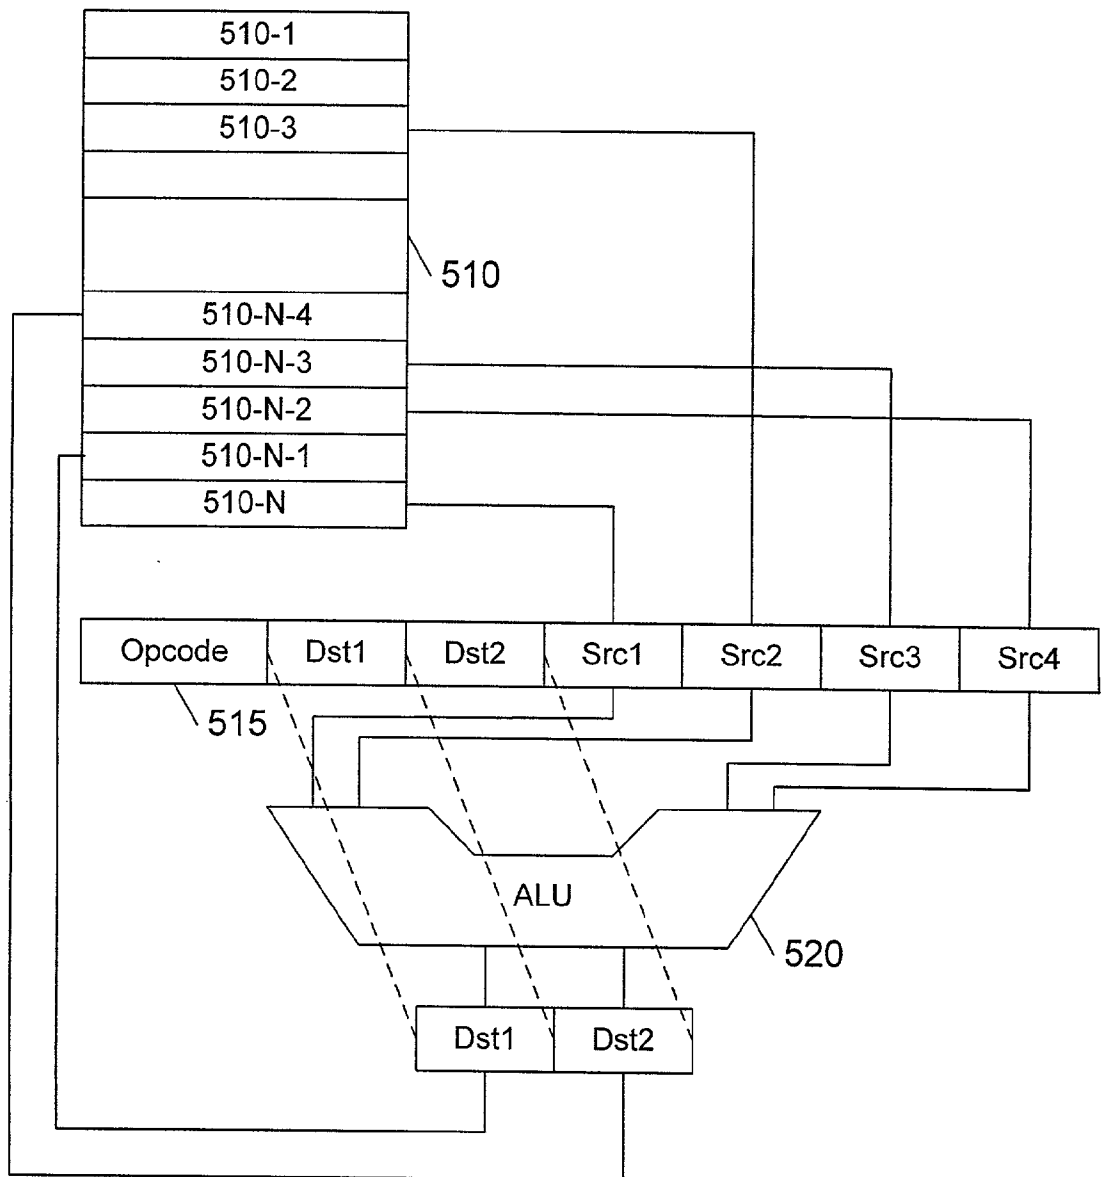 510-1
510-2
510-3
510
510-N-4
510-N-3
510-N-2
510-N-1
510-N
Opcode Dst1 Dst2 Src1 Src2 Src3 Src4
515
ALU
520
Dst1 Dst2